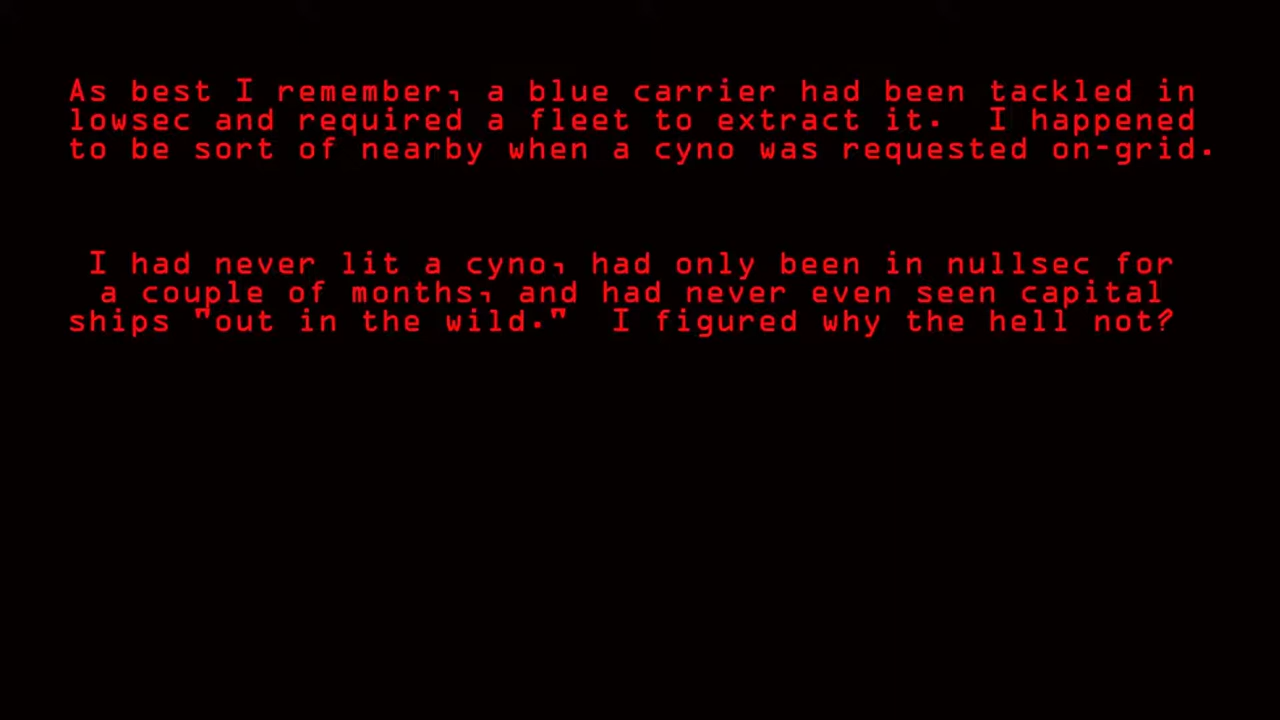 As best I remember, a blue carrier had been tackled in
lowsec and required a fleet to extract it.  I happened
to be sort of nearby when a cyno was requested on-grid.
I had never lit a cyno, had only been in nullsec for
a couple of months, and had never even seen capital
ships "out in the wild."  I figured why the hell not?